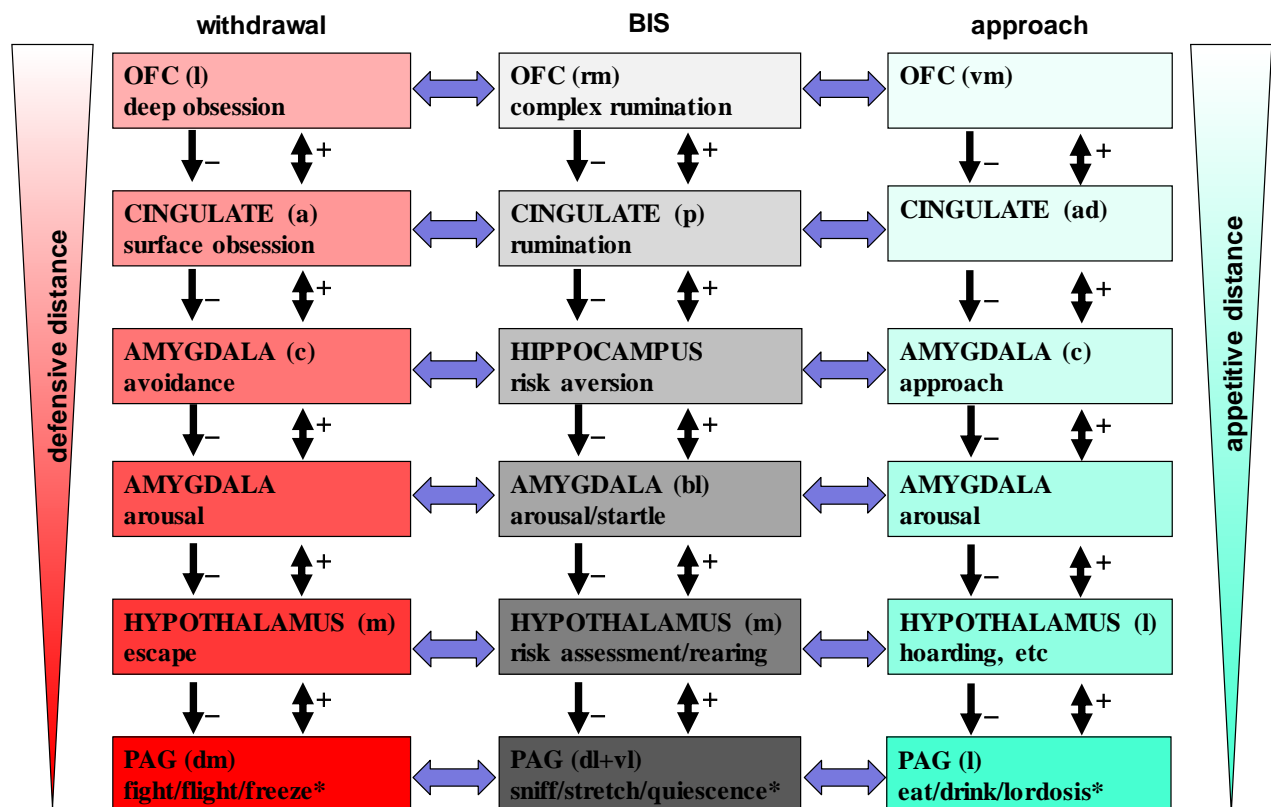 withdrawal
BIS
approach
defensive distance
appetitive distance
OFC (l)
deep obsession
OFC (rm)
complex rumination
OFC (vm)
–
+
–
+
–
+
CINGULATE (a)
surface obsession
CINGULATE (p)
rumination
CINGULATE (ad)
–
+
–
+
–
+
AMYGDALA (c)
avoidance
HIPPOCAMPUS
risk aversion
AMYGDALA (c)
approach
–
+
–
+
–
+
AMYGDALA
arousal
AMYGDALA (bl)
arousal/startle
AMYGDALA
arousal
–
+
–
+
–
+
HYPOTHALAMUS (m)
escape
HYPOTHALAMUS (m)
risk assessment/rearing
HYPOTHALAMUS (l)
hoarding, etc
–
+
–
+
–
+
PAG (dm)
fight/flight/freeze*
PAG (dl+vl)
sniff/stretch/quiescence*
PAG (l)
eat/drink/lordosis*